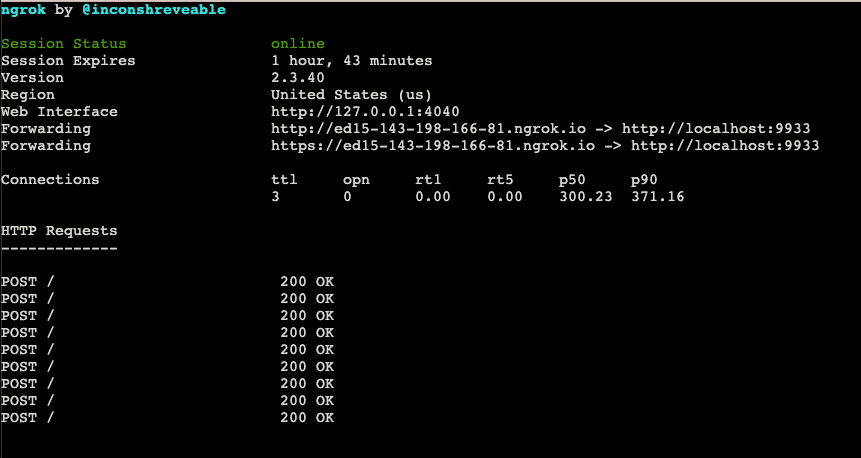 ngrok by @inconshreveable
Session Status online
Session Expires 1 hour, 43 minutes
Version 2.3.40
Region United States (us)
Web Interface http://127.0.0.1:4040
Forwarding http://ed15-143-198-166-81.ngrok.io -> http://localhost:9933
Forwarding https://ed15-143-198-166-81.ngrok.io -> http://localhost:9933
Connections ttl opn rt1 rt5 p50 p90
3 0 0.00 0.00 300.23 371.16
HTTP Requests
-------------
POST / 200 OK
POST / 200 OK
POST / 200 OK
POST / 200 OK
POST / 200 OK
POST / 200 OK
POST / 200 OK
POST / 200 OK
POST / 200 OK